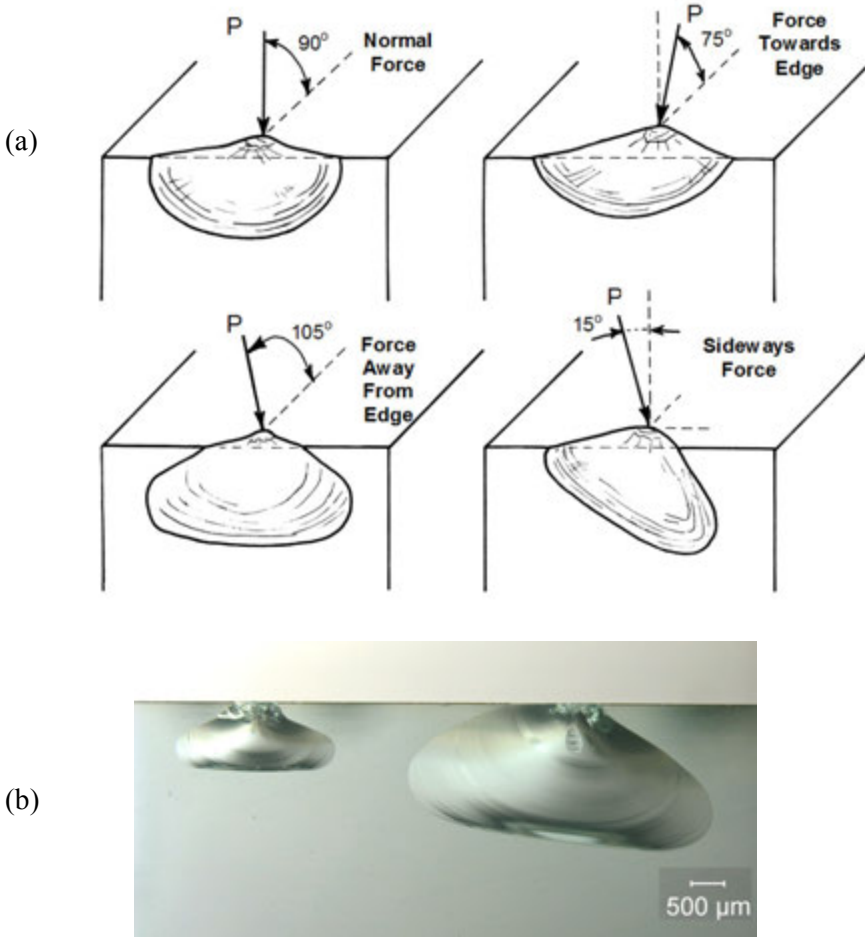 (a)
P
90°
Normal
Force
P
75°
Force
Towards
Edge
P
105°
Force
Away
From
Edge
P
15°
Sideways
Force
(b)
500 µm